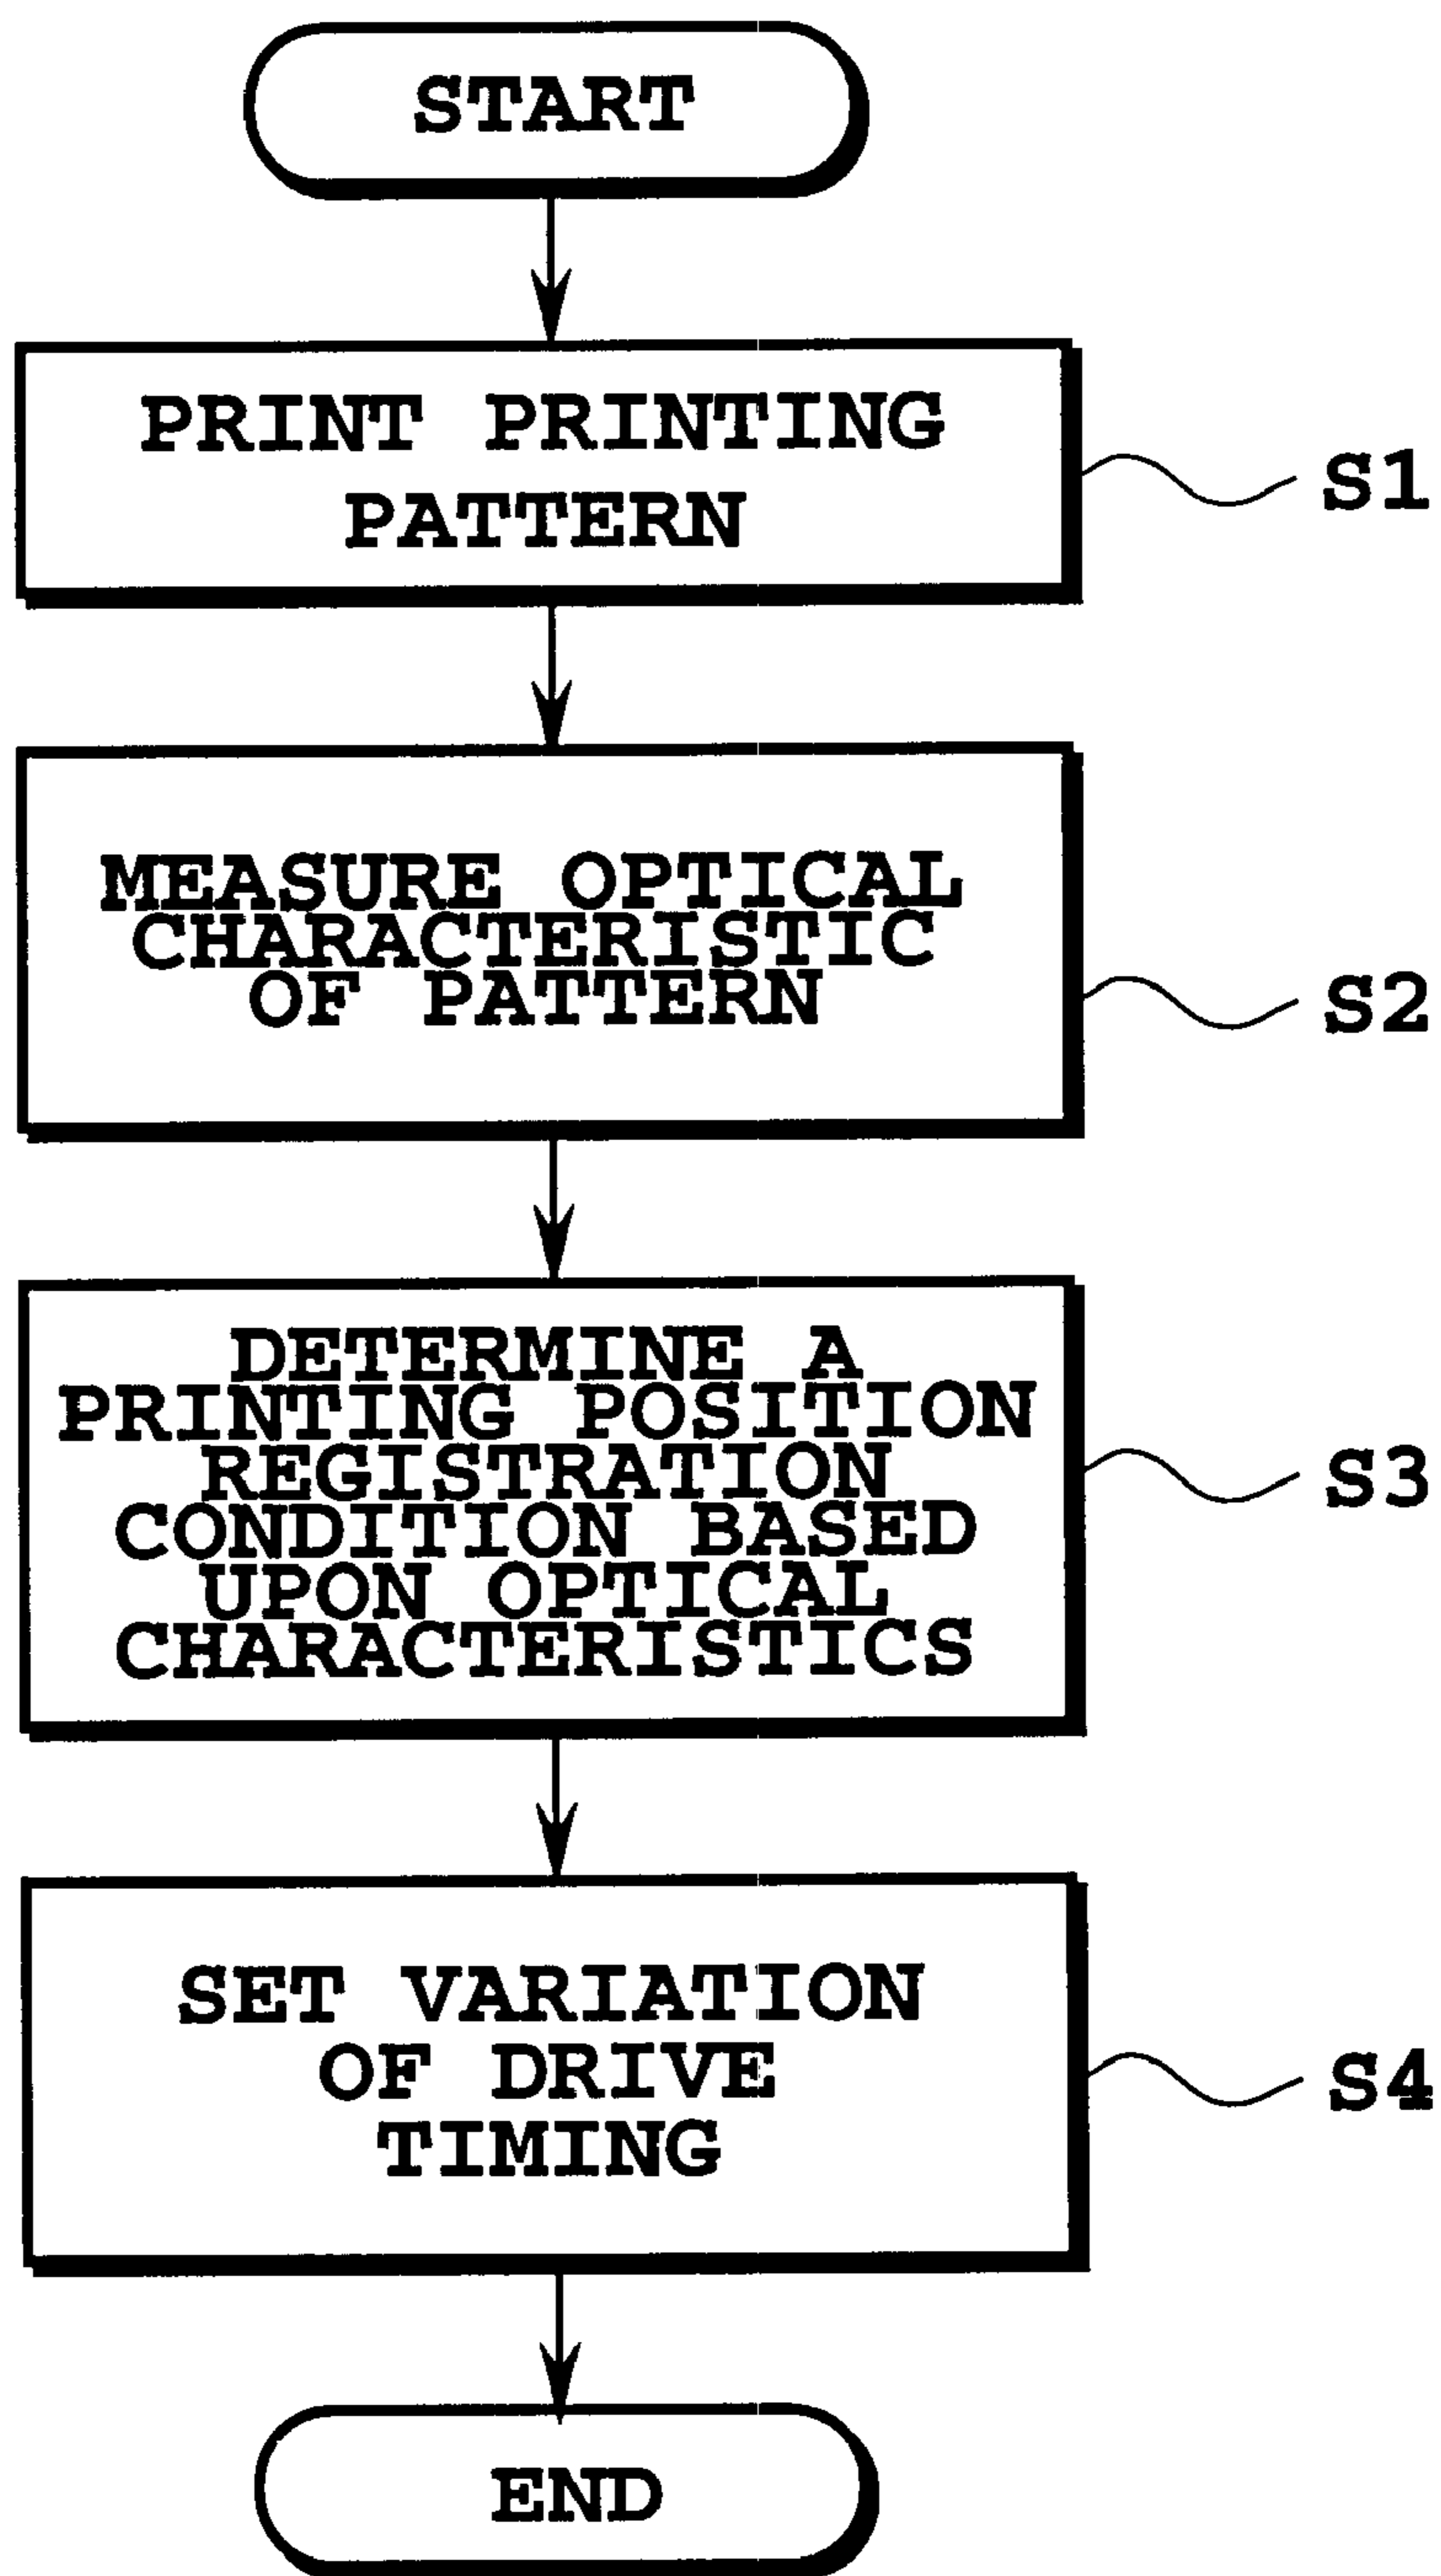 START
PRINT PRINTING
PATTERN
S1
MEASURE OPTICAL
CHARACTERISTIC
OF PATTERN
S2
DETERMINE A
PRINTING POSITION
REGISTRATION
CONDITION BASED
UPON OPTICAL
CHARACTERISTICS
S3
SET VARIATION
OF DRIVE
TIMING
S4
END